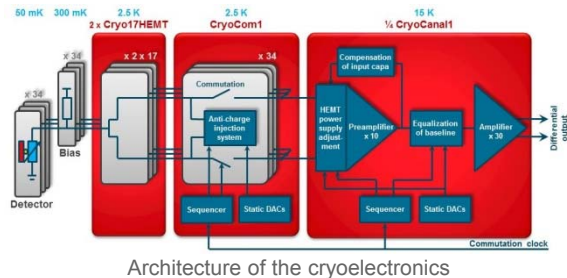 50 mK
300 mK
2.5 K
2.5 K
15 K
2 x Cryo17HEMT
CryoCom1
¼ CryoCanal1
x 34
x 34
x 2 x 17
x 34
Commutation
Anti-charge
injection
system
Compensation
of input capa
HEMT
power
supply
adjust-
ment
Preamplifier
x 10
Equalization
of baseline
Amplifier
x 30
Differential
output
Bias
Detector
Sequencer
Static DACs
Sequencer
Static DACs
Commutation clock
Architecture of the cryoelectronics